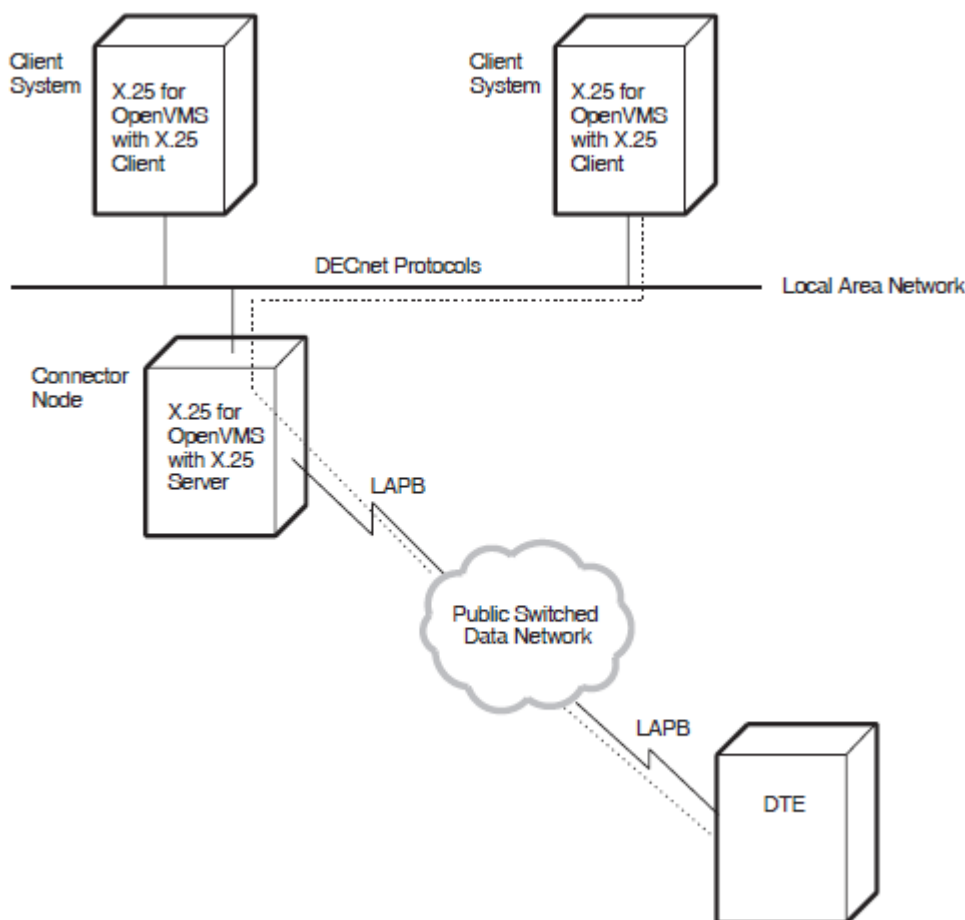 Client
System
X.25 for
OpenVMS
with X.25
Client
Client
System
X.25 for
OpenVMS
with X.25
Client
DECnet Protocols
Local Area Network
Connector
Node
X.25 for
OpenVMS
with X.25
Server
LAPB
Public Switched
Data Network
LAPB
DTE